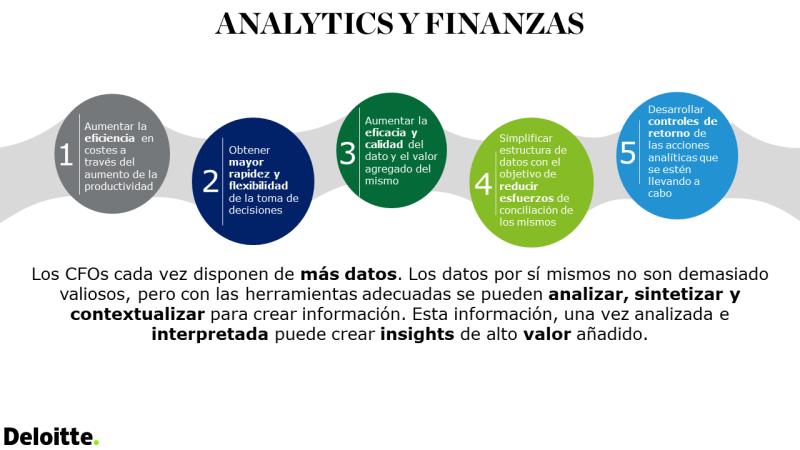 ANALYTICS Y FINANZAS
1
Aumentar la
eficiencia en
costes a
través del
aumento de la
productividad
2
Obtener
mayor
rapidez y
flexibilidad
de la toma de
decisiones
3
Aumentar la
eficacia y
calidad del
dato y el valor
agregado del
mismo
4
Simplificar
estructura de
datos con el
objetivo de
reducir
esfuerzos de
conciliación de
los mismos
5
Desarrollar
controles de
retorno de
las acciones
analíticas que
se estén
llevando a
cabo
Los CFOs cada vez disponen de más datos. Los datos por sí mismos no son demasiado
valiosos, pero con las herramientas adecuadas se pueden analizar, sintetizar y
contextualizar para crear información. Esta información, una vez analizada e
interpretada puede crear insights de alto valor añadido.
Deloitte.